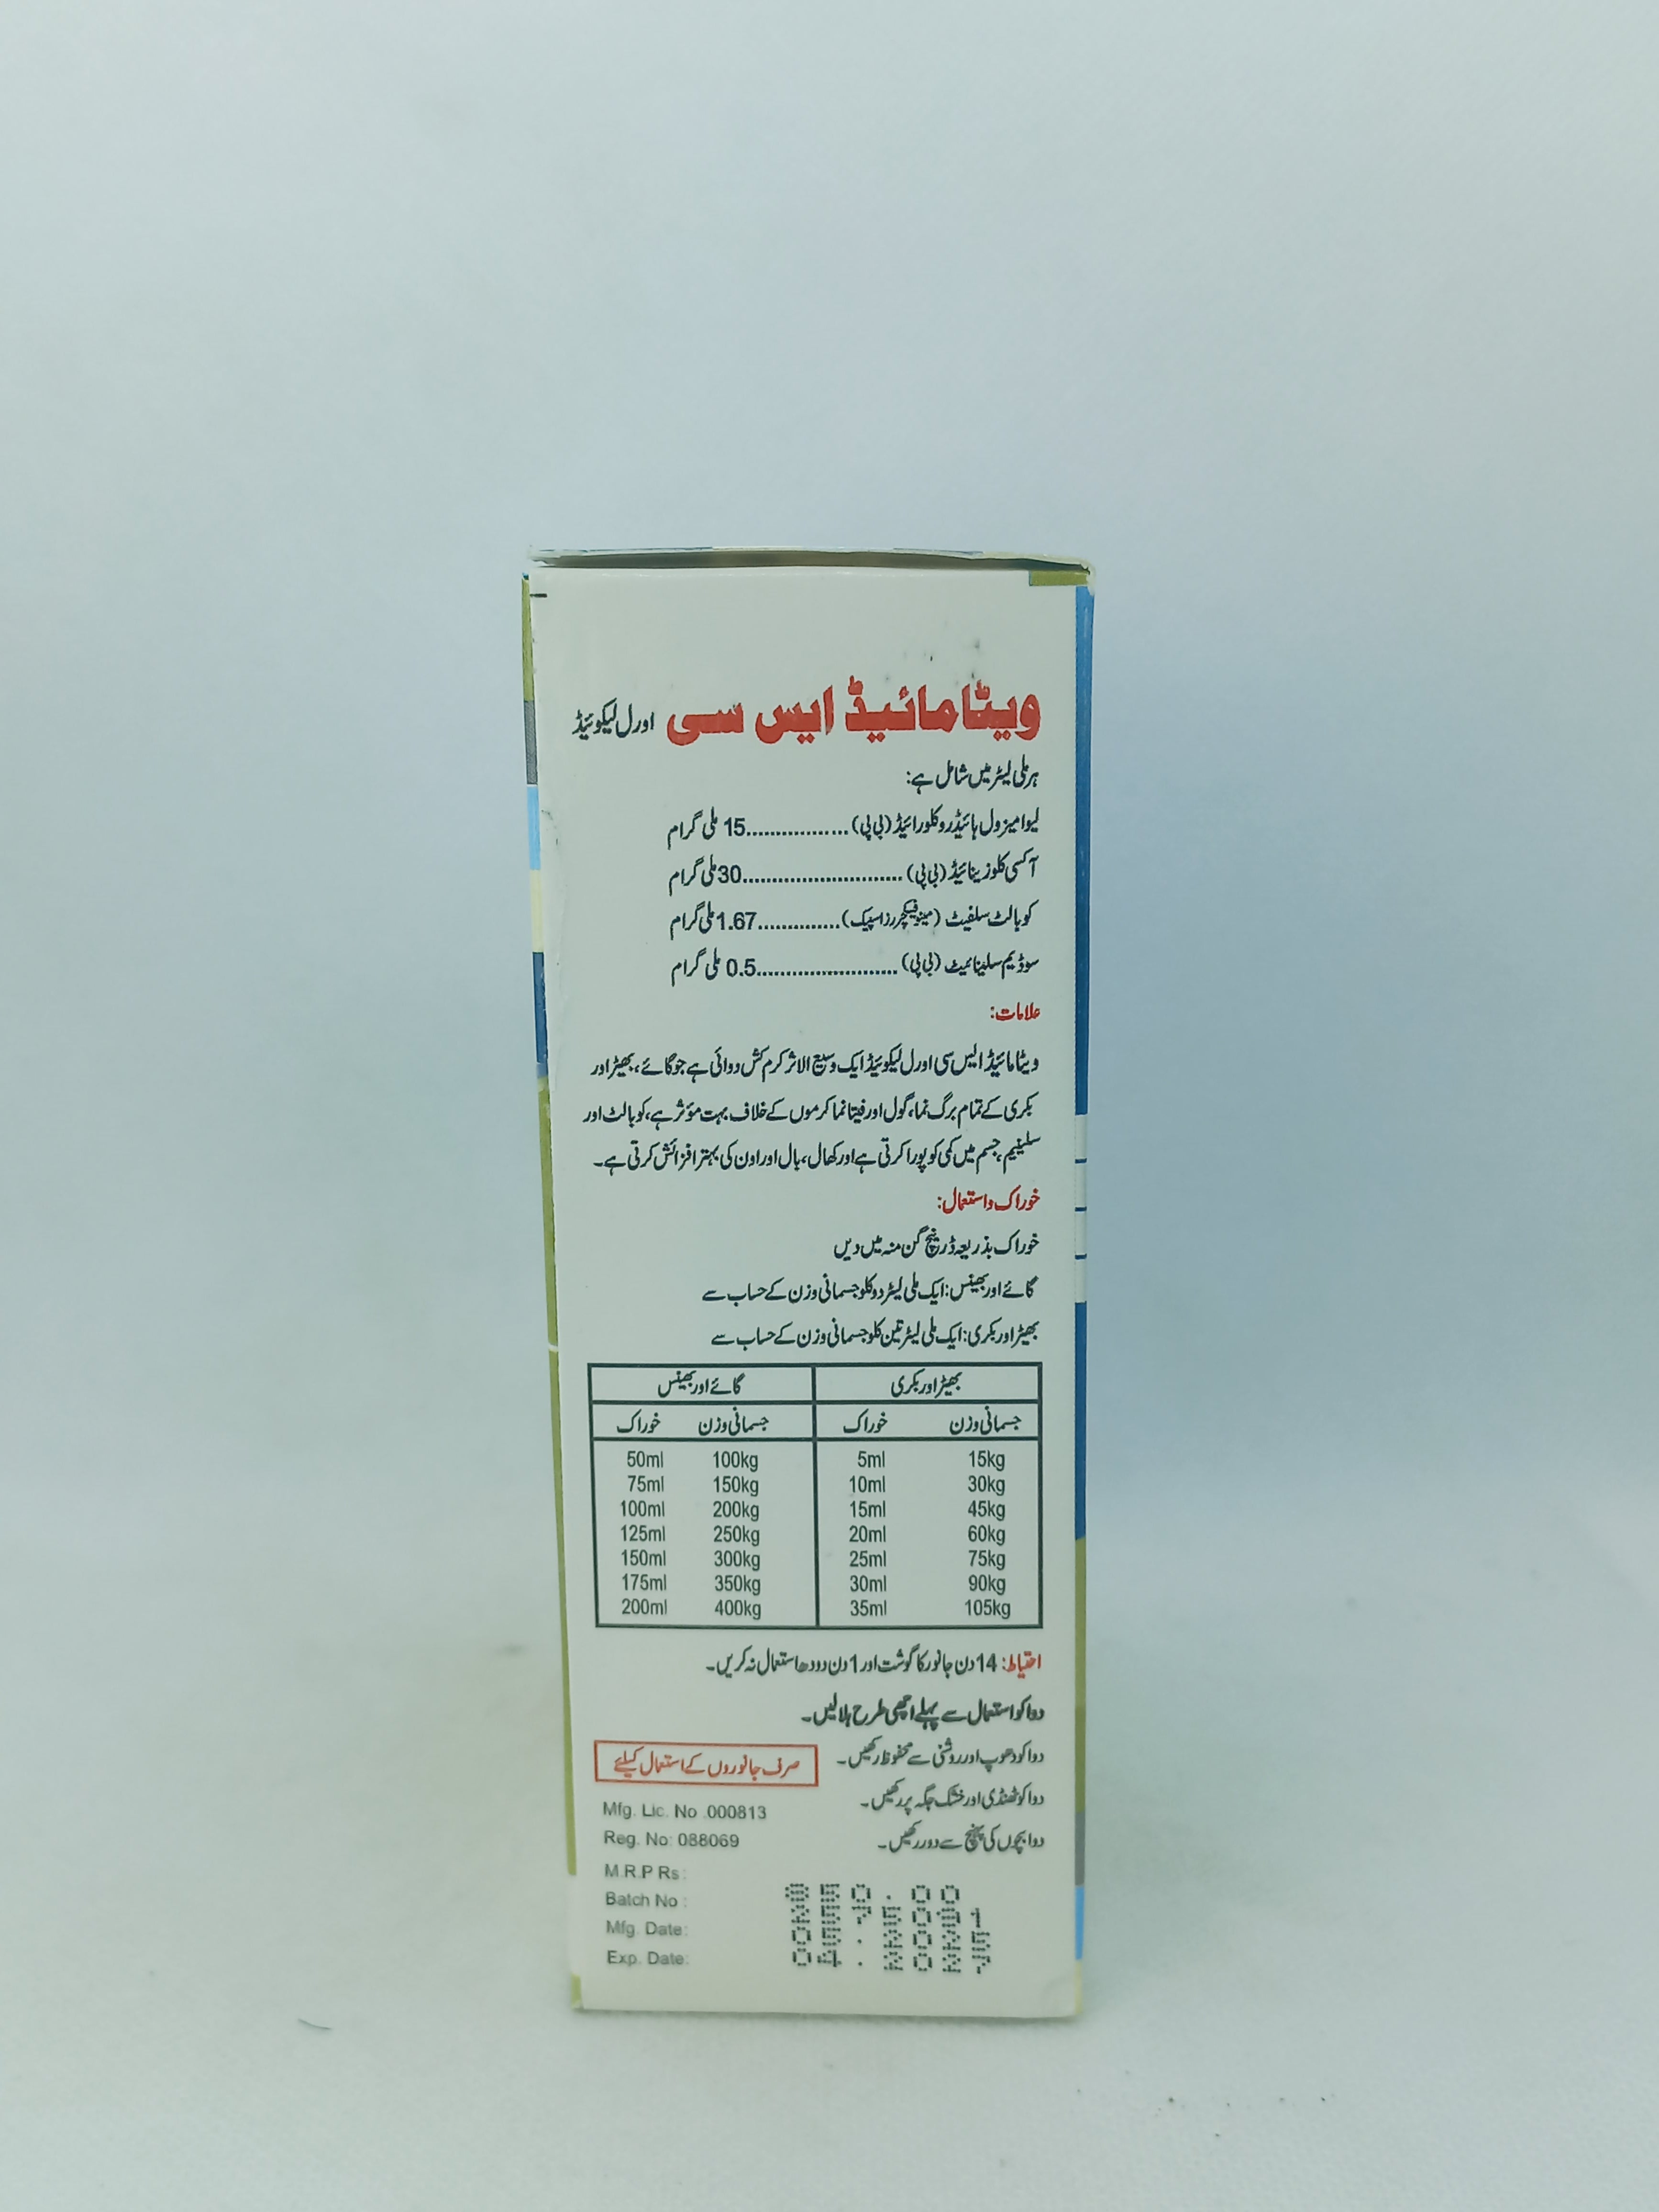 ویٹامائیڈ ایس سی اورل لیکوئیڈ
ہر ملی لیٹر میں شامل ہے:
لیوامیزول ہائیڈروکلورائیڈ (بی پی)................15 ملی گرام
آکسی کلوزینائیڈ (بی پی)...........................30 ملی گرام
کوبالٹ سلفیٹ (مینوفیکچررز اسپیک)..............1.67 ملی گرام
سوڈیم سلینائیٹ (بی پی)........................0.5 ملی گرام
علامات:
ویٹامائیڈ ایس سی اورل لیکوئیڈ ایک وسیع الاثر کرم کش دوائی ہے جو گائے، بھیڑ اور
بکری کے تمام برگ نما، گول اور فیتا نما کرموں کے خلاف بہت مؤثر ہے، کوبالٹ اور
سلینیم، جسم میں کمی کو پورا کرتی ہے اور کھال، بال اور اون کی بہتر افزائش کرتی ہے۔
خوراک واستعمال:
خوراک بذریعہ ڈرینچ گن منہ میں دیں
گائے اور بھینس: ایک ملی لیٹر دو کلو جسمانی وزن کے حساب سے
بھیڑ اور بکری: ایک ملی لیٹر تین کلو جسمانی وزن کے حساب سے
بھیڑ اور بکری گائے اور بھینس
جسمانی وزن خوراک جسمانی وزن خوراک
15kg 5ml 100kg 50ml
30kg 10ml 150kg 75ml
45kg 15ml 200kg 100ml
60kg 20ml 250kg 125ml
75kg 25ml 300kg 150ml
90kg 30ml 350kg 175ml
105kg 35ml 400kg 200ml
احتیاط: 14 دن جانور کا گوشت اور 1 دن دودھ استعمال نہ کریں۔
دوا کو استعمال سے پہلے اچھی طرح ہلا لیں۔
دوا کو دھوپ اور روشنی سے محفوظ رکھیں۔
صرف جانوروں کے استعمال کیلئے
دوا کو ٹھنڈی اور خشک جگہ پر رکھیں۔
دوا بچوں کی پہنچ سے دور رکھیں۔
Mfg. Lic. No .000813
Reg. No: 088069
M.R.P Rs:
Batch No :
Mfg. Date: 05.2025
Exp. Date: 04.2027